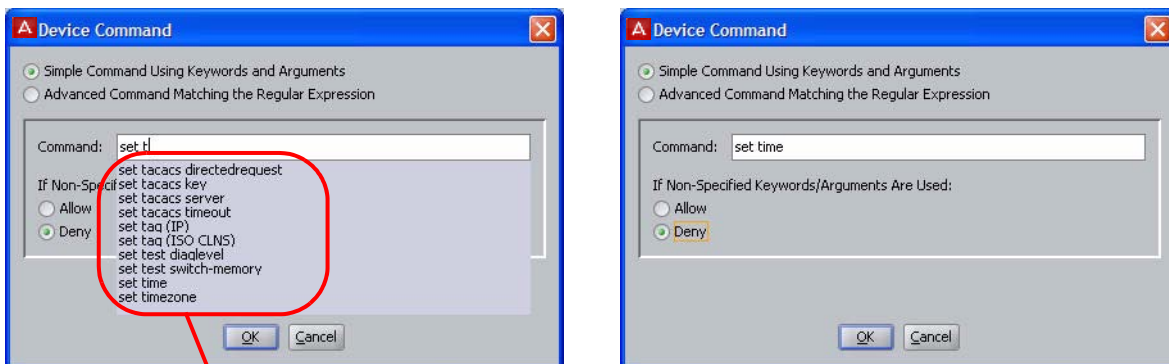 Device Command
Simple Command Using Keywords and Arguments
Advanced Command Matching the Regular Expression
Command: set t
set tacacs directedrequest
If Non-Specif set tacacs key
set tacacs server
Allow set tacacs timeout
set tag (IP)
Deny set tag (ISO CLNS)
set test diaglevel
set test switch-memory
set time
set timezone
OK Cancel
Device Command
Simple Command Using Keywords and Arguments
Advanced Command Matching the Regular Expression
Command: set time
If Non-Specified Keywords/Arguments Are Used:
Allow
Deny
OK Cancel